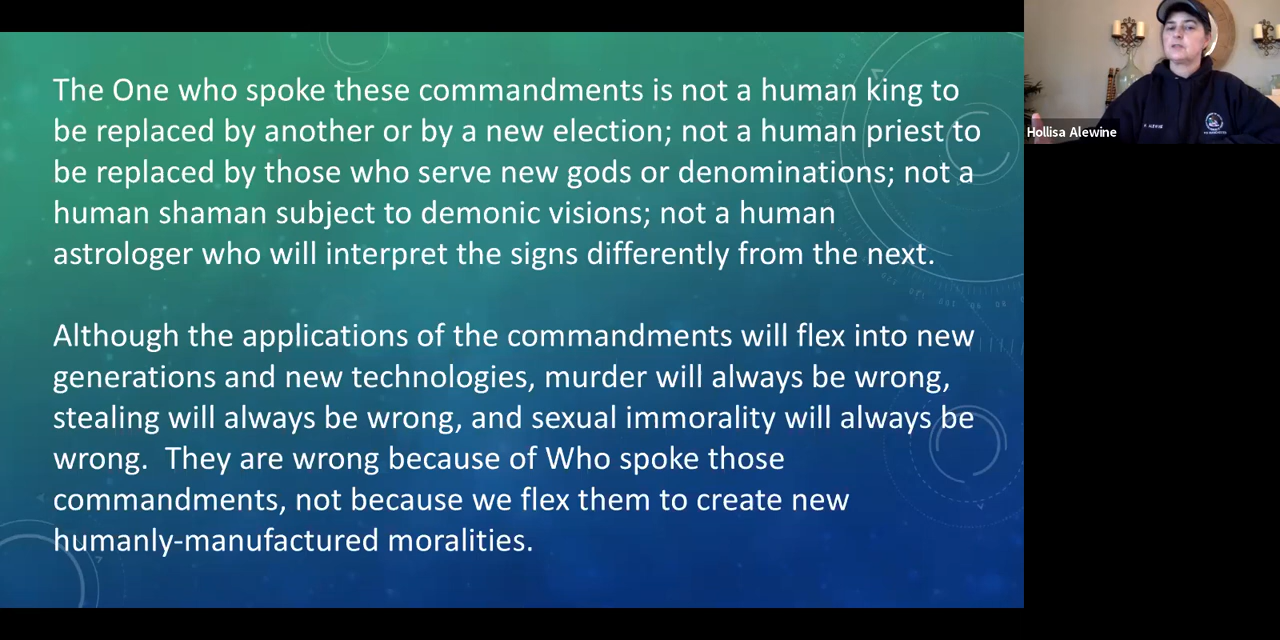 The One who spoke these commandments is not a human king to
be replaced by another or by a new election; not a human priest to
be replaced by those who serve new gods or denominations; not a
human shaman subject to demonic visions; not a human
astrologer who will interpret the signs differently from the next.
Although the applications of the commandments will flex into new
generations and new technologies, murder will always be wrong,
stealing will always be wrong, and sexual immorality will always be
wrong.  They are wrong because of Who spoke those
commandments, not because we flex them to create new
humanly-manufactured moralities.
Hollisa Alewine